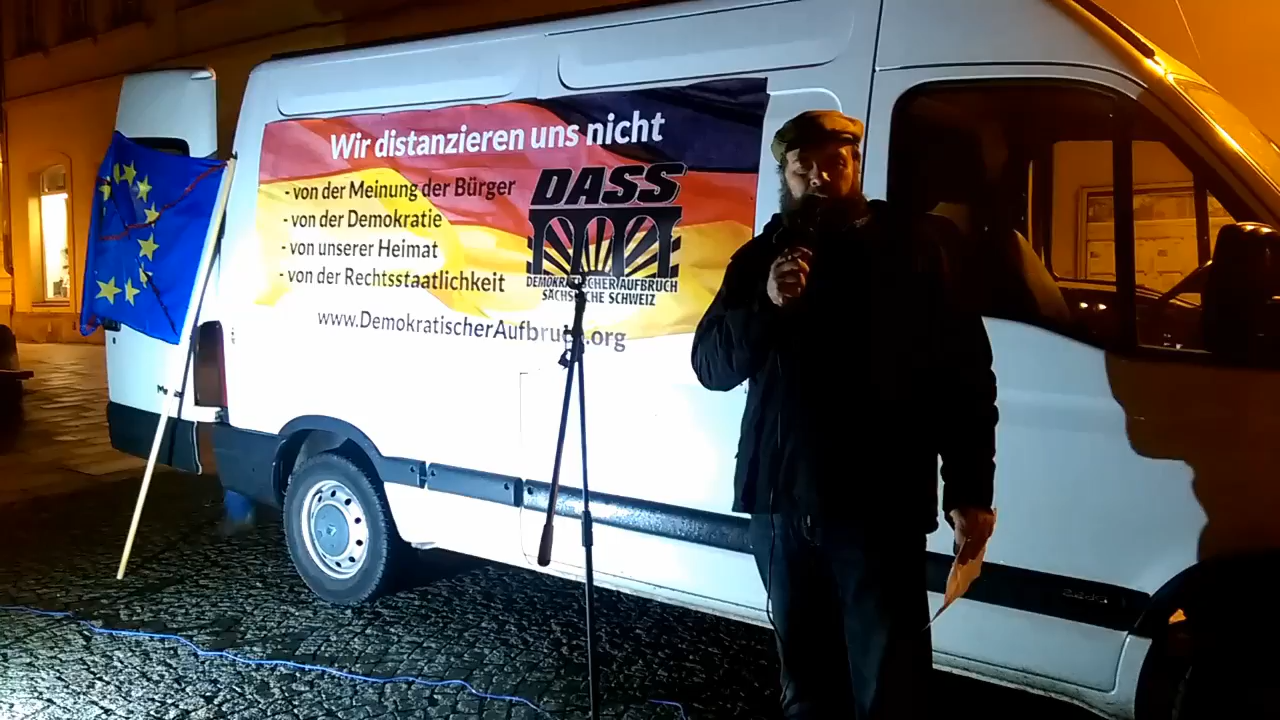 Wir distanzieren uns nicht
- von der Meinung der Bürger
- von der Demokratie
- von unserer Heimat
- von der Rechtsstaatlichkeit
DASS
DEMOKRATISCHER AUFBRUCH
SÄCHSISCHE SCHWEIZ
www.DemokratischerAufbruch.org